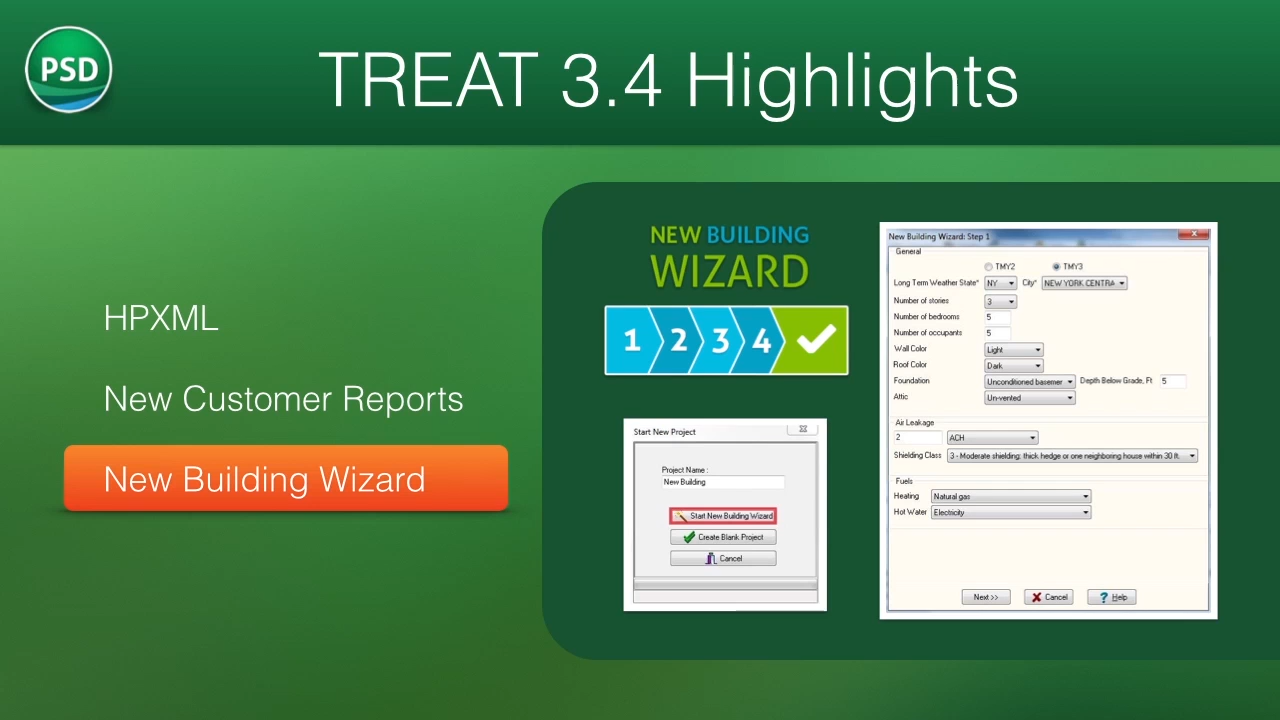 PSD
TREAT 3.4 Highlights
HPXML
New Customer Reports
New Building Wizard
NEW BUILDING
WIZARD
1 2 3 4
Start New Project
Project Name :
New Building
Start New Building Wizard
Create Blank Project
Cancel
New Building Wizard: Step 1
General
TMY2 TMY3
Long Term Weather State* NY City* NEW YORK CENTRA
Number of stories 3
Number of bedrooms 5
Number of occupants 5
Wall Color Light
Roof Color Dark
Foundation Unconditioned basemer Depth Below Grade, Ft 5
Attic Un-vented
Air Leakage
2 ACH
Shielding Class 3 - Moderate shielding: thick hedge or one neighboring house within 30 ft.
Fuels
Heating Natural gas
Hot Water Electricity
Next >> Cancel Help